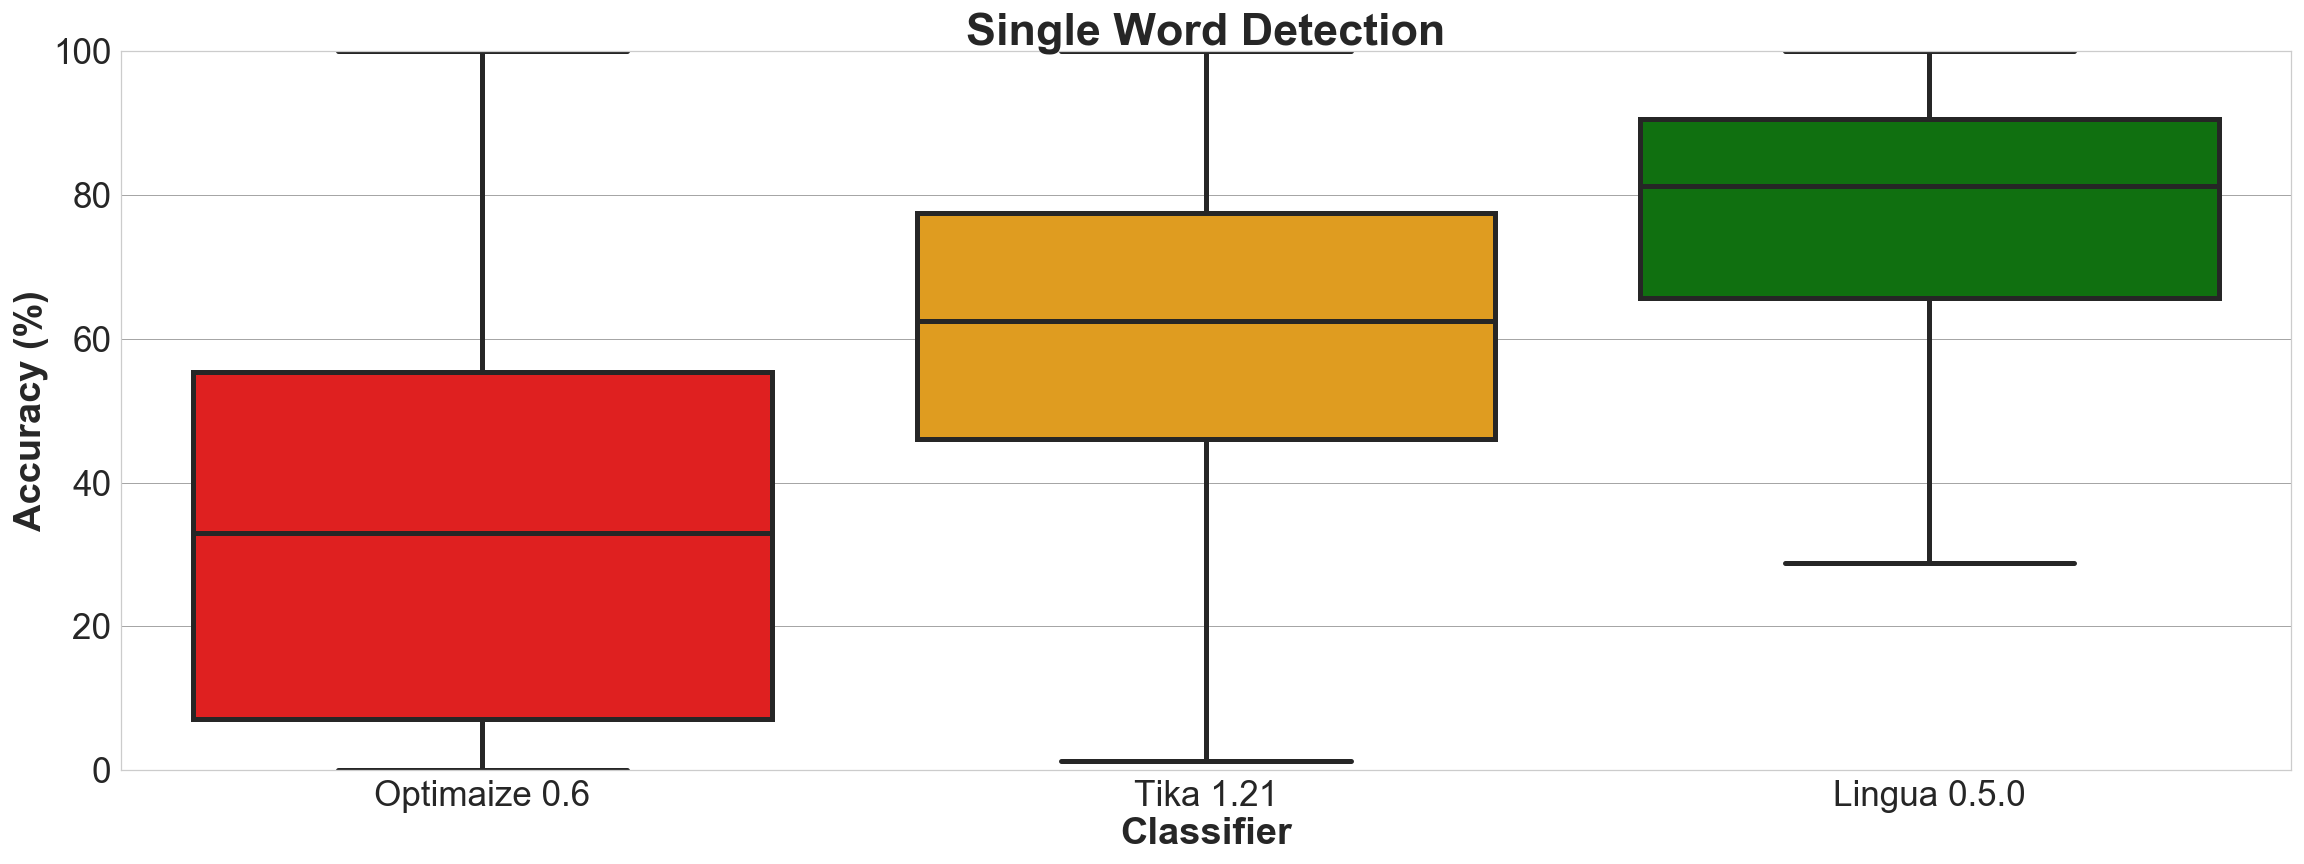 Single Word Detection
Accuracy (%)
100
80
60
40
20
0
Optimaize 0.6
Tika 1.21
Lingua 0.5.0
Classifier